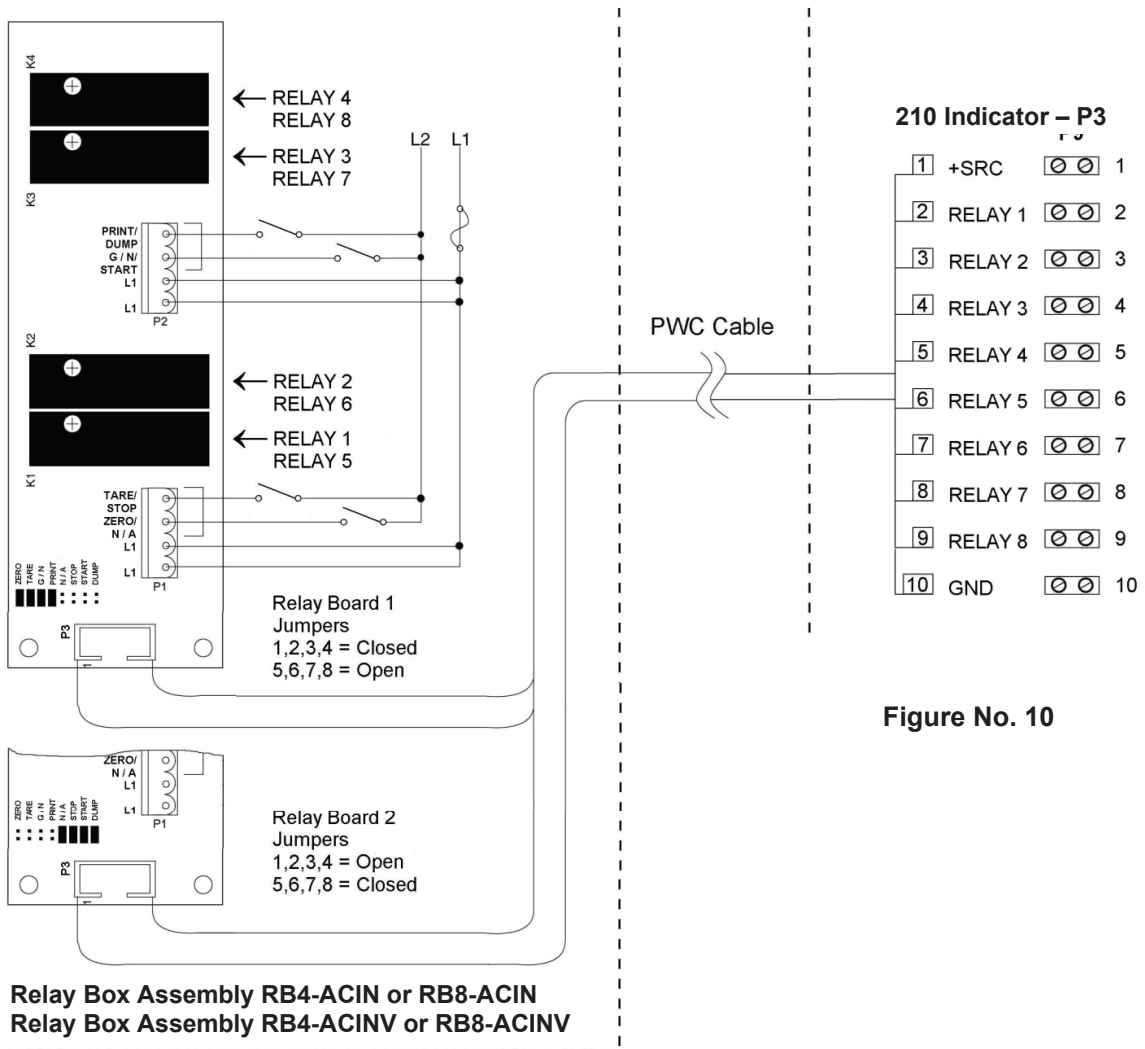 K4
RELAY 4
RELAY 8
K3
RELAY 3
RELAY 7
L2 L1
PRINT/
DUMP
G / N/
START
L1
L1
P2
K2
RELAY 2
RELAY 6
K1
RELAY 1
RELAY 5
TARE/
STOP
ZERO/
N / A
L1
L1
P1
ZERO
TARE
G / N
PRINT
N / A
STOP
START
DUMP
P3
1
Relay Board 1
Jumpers
1,2,3,4 = Closed
5,6,7,8 = Open
ZERO/
N / A
L1
L1
P1
ZERO
TARE
G / N
PRINT
N / A
STOP
START
DUMP
P3
1
Relay Board 2
Jumpers
1,2,3,4 = Open
5,6,7,8 = Closed
PWC Cable
210 Indicator – P3
1 +SRC 1
2 RELAY 1 2
3 RELAY 2 3
4 RELAY 3 4
5 RELAY 4 5
6 RELAY 5 6
7 RELAY 6 7
8 RELAY 7 8
9 RELAY 8 9
10 GND 10
Figure No. 10
Relay Box Assembly RB4-ACIN or RB8-ACIN
Relay Box Assembly RB4-ACINV or RB8-ACINV